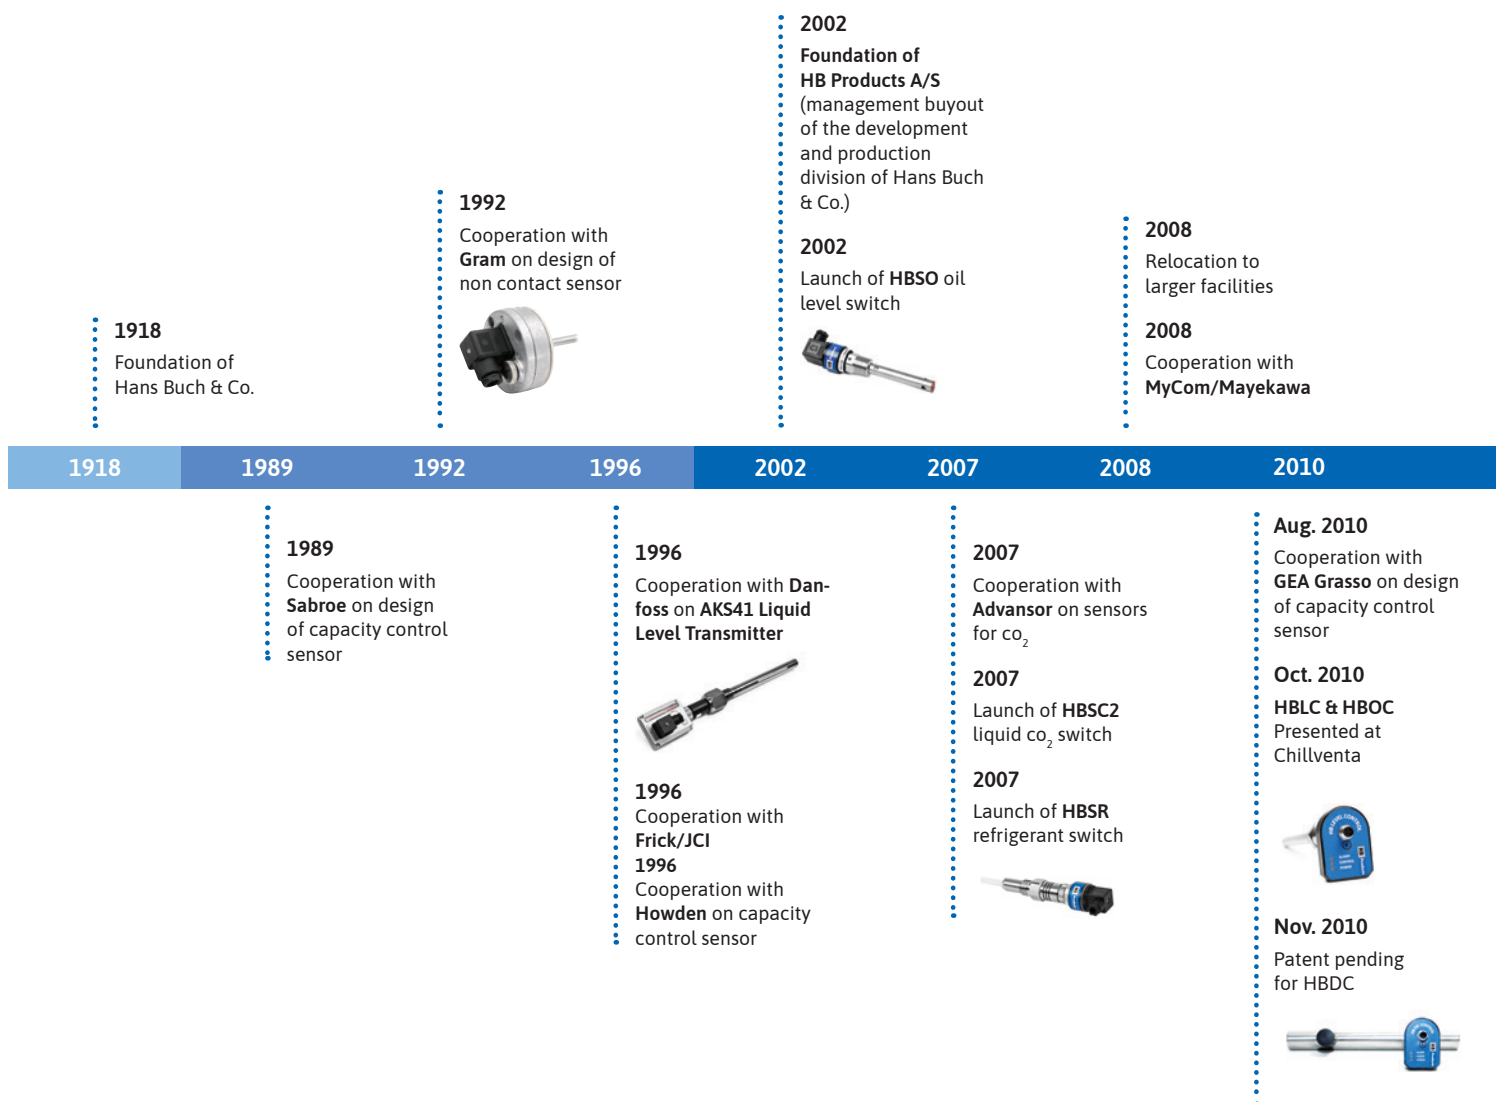 2002
Foundation of
HB Products A/S
(management buyout
of the development
and production
division of Hans Buch
& Co.)
2002
Launch of HBSO oil
level switch
1992
Cooperation with
Gram on design of
non contact sensor
2008
Relocation to
larger facilities
2008
Cooperation with
MyCom/Mayekawa
1918
Foundation of
Hans Buch & Co.
1918 1989 1992 1996 2002 2007 2008 2010
1989
Cooperation with
Sabroe on design
of capacity control
sensor
1996
Cooperation with Dan-
foss on AKS41 Liquid
Level Transmitter
1996
Cooperation with
Frick/JCI
1996
Cooperation with
Howden on capacity
control sensor
2007
Cooperation with
Advansor on sensors
for co₂
2007
Launch of HBSC2
liquid co₂ switch
2007
Launch of HBSR
refrigerant switch
Aug. 2010
Cooperation with
GEA Grasso on design
of capacity control
sensor
Oct. 2010
HBLC & HBOC
Presented at
Chillventa
HB LEVEL CONTROL
Nov. 2010
Patent pending
for HBDC